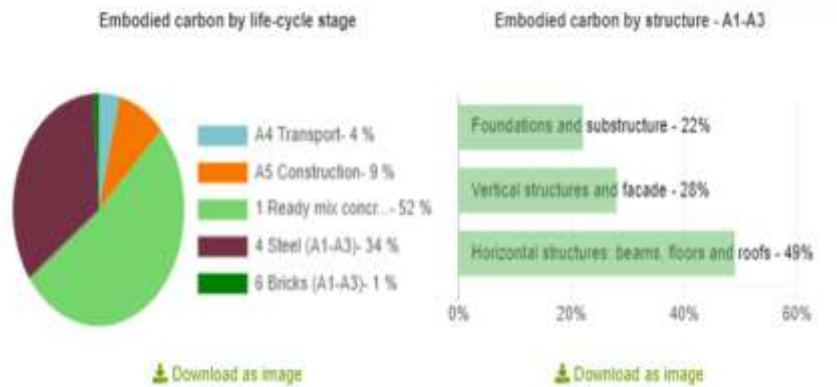 Embodied carbon by life-cycle stage
A4 Transport- 4 %
A5 Construction- 9 %
1 Ready mix concr...- 52 %
4 Steel (A1-A3)- 34 %
6 Bricks (A1-A3)- 1 %
Download as image
Embodied carbon by structure - A1-A3
Foundations and substructure - 22%
Vertical structures and facade - 28%
Horizontal structures: beams, floors and roofs - 49%
0% 20% 40% 60%
Download as image